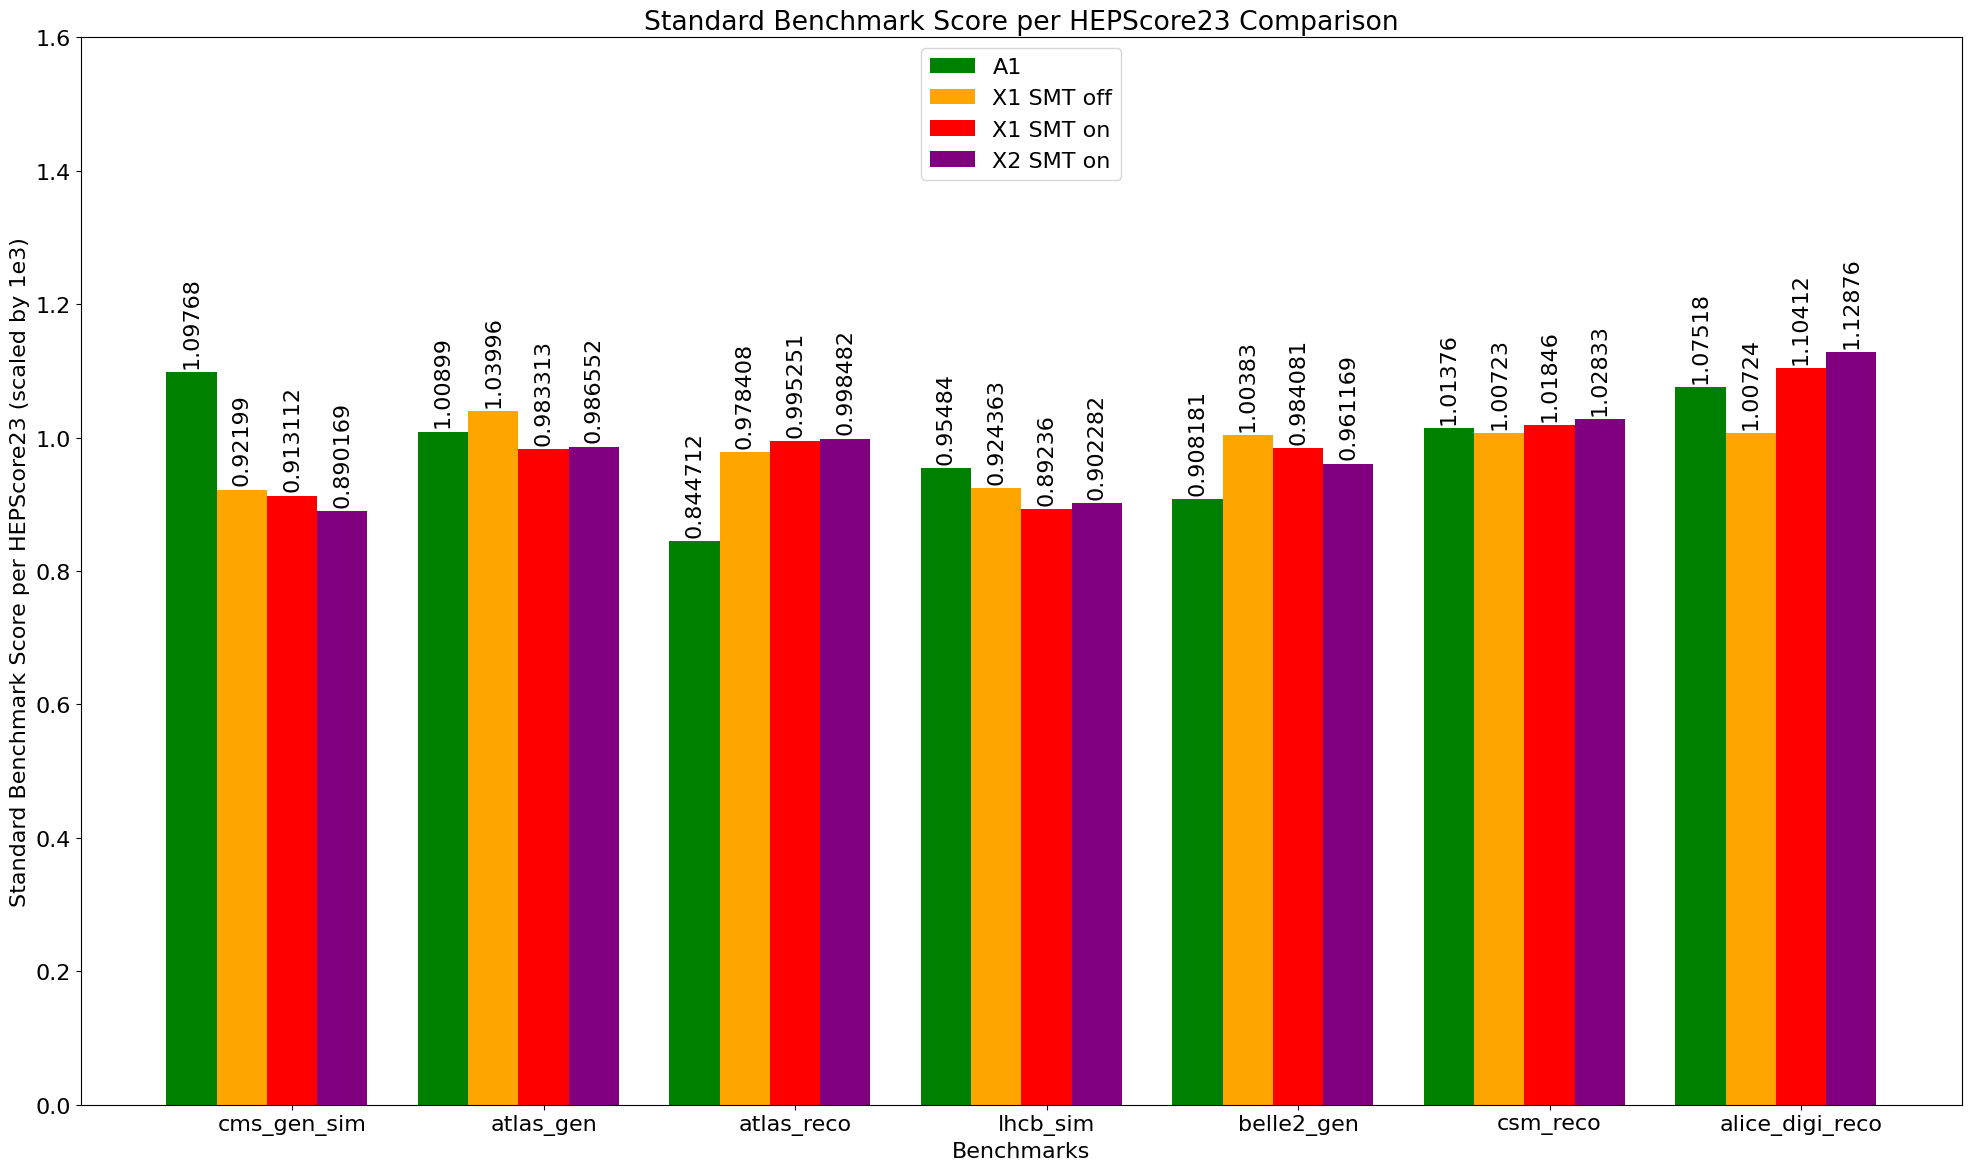 Standard Benchmark Score per HEPScore23 Comparison
A1
X1 SMT off
X1 SMT on
X2 SMT on
Standard Benchmark Score per HEPScore23 (scaled by 1e3)
1.6
1.4
1.2
1.0
0.8
0.6
0.4
0.2
0.0
1.09768
0.922199
0.913112
0.890169
1.00899
1.03996
0.983313
0.986552
0.844712
0.978408
0.995251
0.998482
0.95484
0.924363
0.89236
0.902282
0.908181
1.00383
0.984081
0.961169
1.01376
1.00723
1.01846
1.02833
1.07518
1.00724
1.10412
1.12876
cms_gen_sim
atlas_gen
atlas_reco
lhcb_sim
belle2_gen
csm_reco
alice_digi_reco
Benchmarks